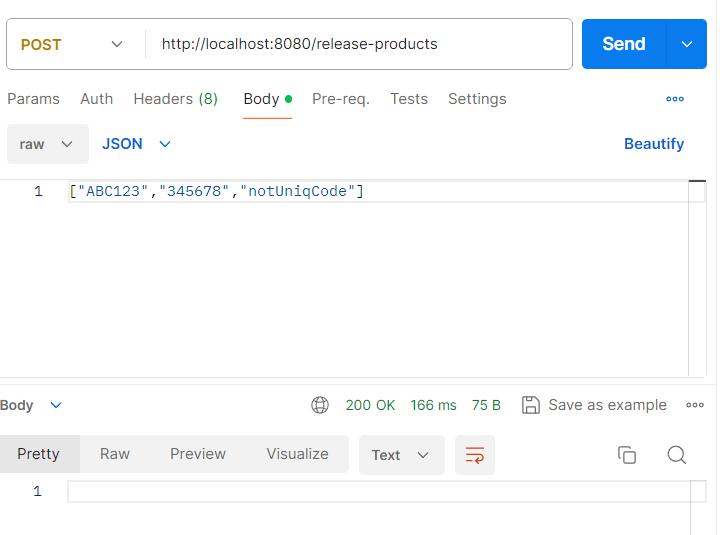 POST http://localhost:8080/release-products Send
Params Auth Headers (8) Body Pre-req. Tests Settings
raw JSON Beautify
1 ["ABC123","345678","notUniqCode"]
Body 200 OK 166 ms 75 B Save as example
Pretty Raw Preview Visualize Text
1